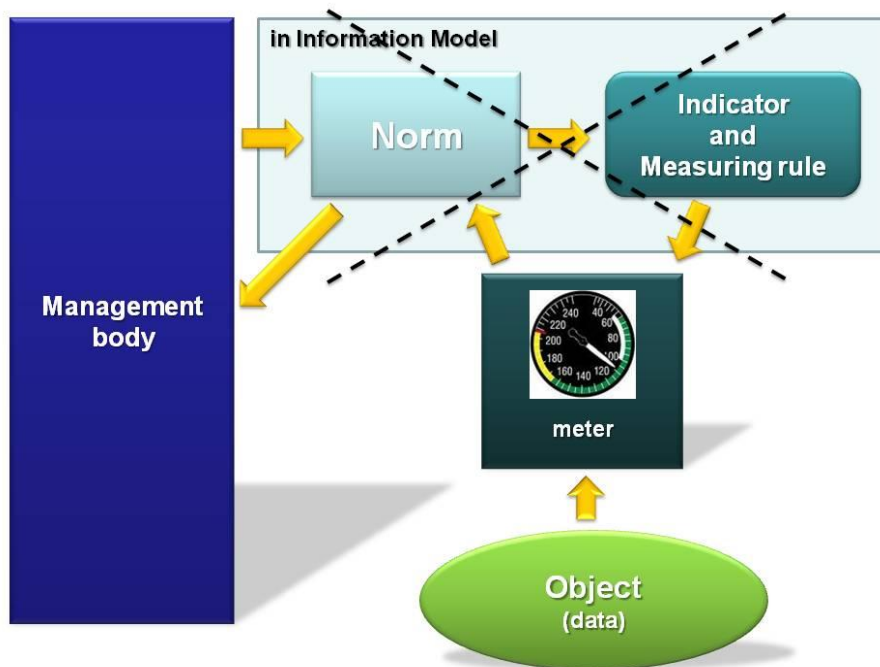 in Information Model
Norm
Indicator
and
Measuring rule
Management
body
240 40
220 60
200 80
180 100
160 140 120
meter
Object
(data)